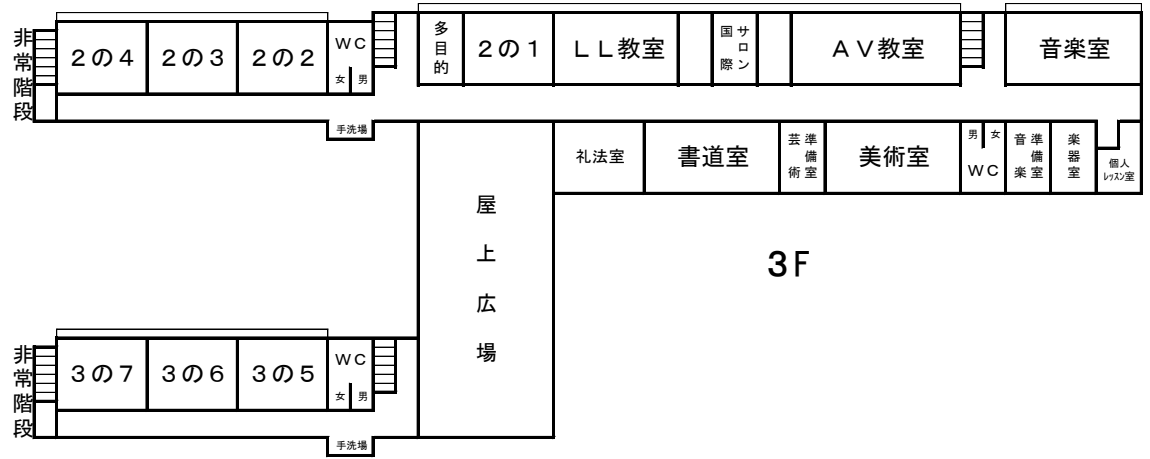 非常階段
２の４
２の３
２の２
ＷＣ
女
男
手洗場
多目的
２の１
ＬＬ教室
国際
サロン
ＡＶ教室
音楽室
礼法室
書道室
芸術
準備室
美術室
男
女
ＷＣ
音楽
準備室
楽器室
個人
ﾚｯｽﾝ室
屋上広場
３Ｆ
非常階段
３の７
３の６
３の５
ＷＣ
女
男
手洗場